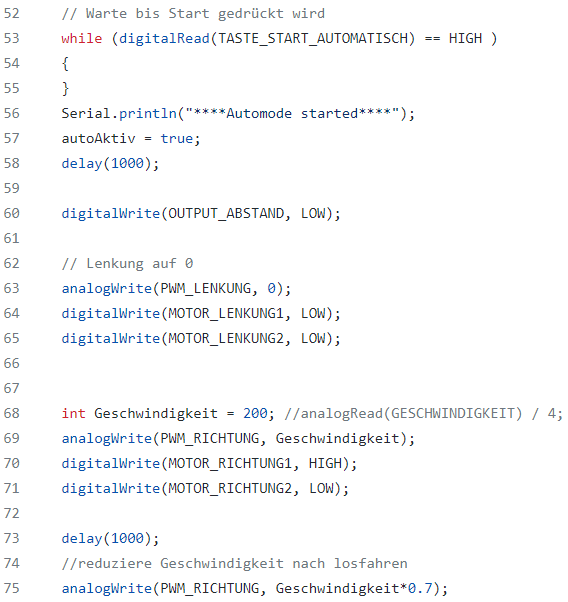 52 // Warte bis Start gedrückt wird
53 while (digitalRead(TASTE_START_AUTOMATISCH) == HIGH )
54 {
55 }
56 Serial.println("****Automode started****");
57 autoAktiv = true;
58 delay(1000);
59
60 digitalWrite(OUTPUT_ABSTAND, LOW);
61
62 // Lenkung auf 0
63 analogWrite(PWM_LENKUNG, 0);
64 digitalWrite(MOTOR_LENKUNG1, LOW);
65 digitalWrite(MOTOR_LENKUNG2, LOW);
66
67
68 int Geschwindigkeit = 200; //analogRead(GESCHWINDIGKEIT) / 4;
69 analogWrite(PWM_RICHTUNG, Geschwindigkeit);
70 digitalWrite(MOTOR_RICHTUNG1, HIGH);
71 digitalWrite(MOTOR_RICHTUNG2, LOW);
72
73 delay(1000);
74 //reduziere Geschwindigkeit nach losfahren
75 analogWrite(PWM_RICHTUNG, Geschwindigkeit*0.7);